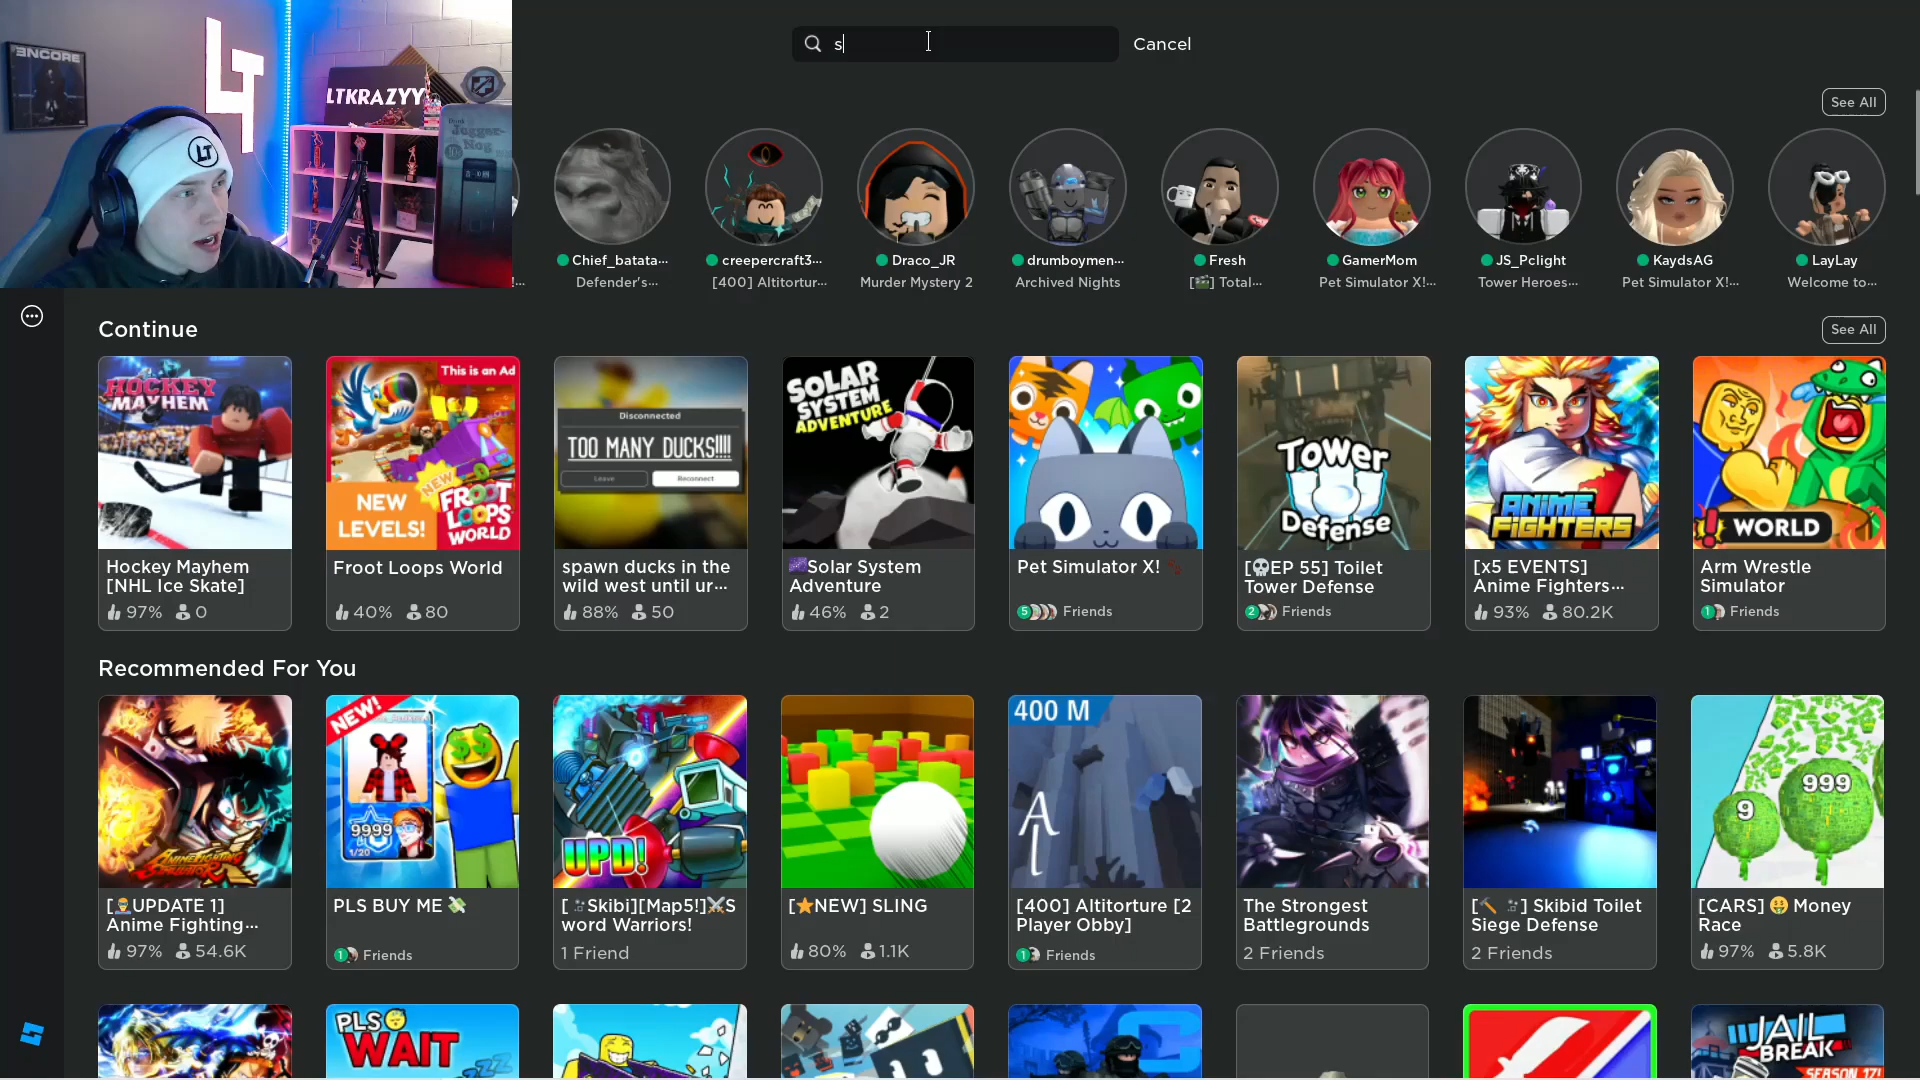 ENCORE
LT
LTKRAZYY
LT
Jugger-
Nog
s
Cancel
See All
Chief_batata...
Defender's...
creepercraft3...
[400] Altitortur...
Draco_JR
Murder Mystery 2
drumboymen...
Archived Nights
Fresh
[🎬] Total...
GamerMom
Pet Simulator X!...
JS_Pclight
Tower Heroes...
KaydsAG
Pet Simulator X!...
LayLay
Welcome to...
Continue
See All
HOCKEY
MAYHEM
This is an Ad
NEW
LEVELS!
NEW
FROOT
LOOPS
WORLD
Disconnected
TOO MANY DUCKS!!!!
Leave
Reconnect
SOLAR
SYSTEM
ADVENTURE
TOWER
Defense
ANIME
FIGHTERS
WORLD
Hockey Mayhem
[NHL Ice Skate]
97% 0
Froot Loops World
40% 80
spawn ducks in the
wild west until ur...
88% 50
🌌Solar System
Adventure
46% 2
Pet Simulator X! 🐾
5 Friends
[💀EP 55] Toilet
Tower Defense
2 Friends
[x5 EVENTS]
Anime Fighters...
93% 80.2K
Arm Wrestle
Simulator
1 Friends
Recommended For You
NEW!
9999
1/20
UPD!
400 M
A
L
9
999
[UPDATE 1]
Anime Fighting...
97% 54.6K
PLS BUY ME 💸
1 Friends
[Skibi][Map5!]⚔️S
word Warriors!
1 Friend
[⭐NEW] SLING
80% 1.1K
[400] Altitorture [2
Player Obby]
1 Friends
The Strongest
Battlegrounds
2 Friends
[🔨] Skibid Toilet
Siege Defense
2 Friends
[CARS] 🤑 Money
Race
97% 5.8K
PLS
WAIT
JAIL
BREAK
SEASON 17!